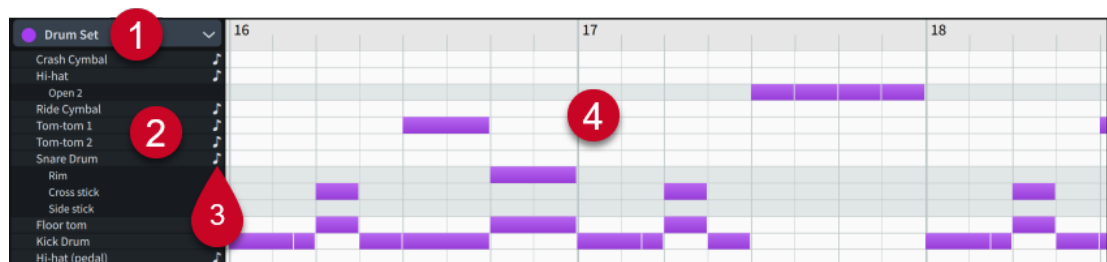 Drum Set
1
16
17
18
Crash Cymbal
Hi-hat
Open 2
Ride Cymbal
Tom-tom 1
Tom-tom 2
2
4
Snare Drum
Rim
Cross stick
Side stick
3
Floor tom
Kick Drum
Hi-hat (pedal)